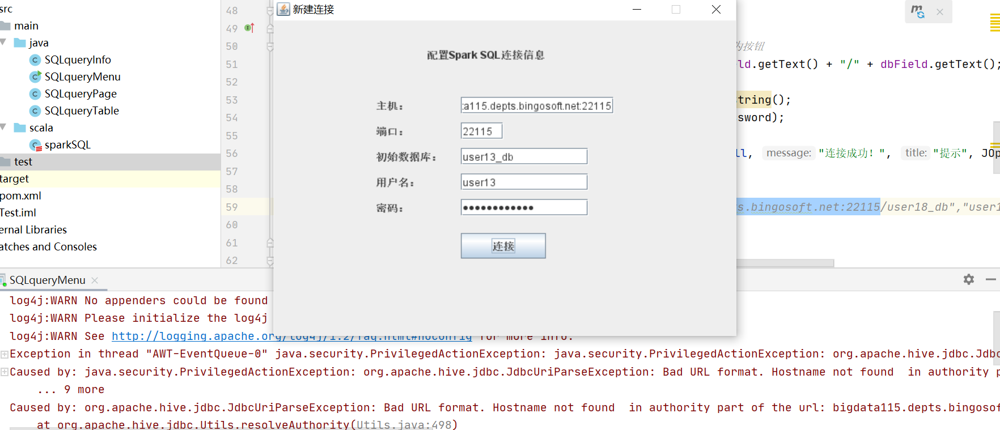 src
main
java
SQLqueryInfo
SQLqueryMenu
SQLqueryPage
SQLqueryTable
scala
sparkSQL
test
target
pom.xml
Test.iml
ernal Libraries
atches and Consoles
48
49
50
51
52
53
54
55
56
57
58
59
60
61
62
新建连接
配置Spark SQL连接信息
主机：
a115.depts.bingosoft.net:22115
端口：
22115
初始数据库：
user13_db
用户名：
user13
密码：
••••••••••••
连接
为按钮
ld.getText() + "/" + dbField.getText();
tring();
sword);
ll, message: "连接成功！", title: "提示", JOp
s.bingosoft.net:22115/user18_db","user1
SQLqueryMenu
log4j:WARN No appenders could be found
log4j:WARN Please initialize the log4j
log4j:WARN See http://logging.apache.org/log4j/1.2/faq.html#noconfig for more info.
Exception in thread "AWT-EventQueue-0" java.security.PrivilegedActionException: java.security.PrivilegedActionException: org.apache.hive.jdbc.Jdbc
Caused by: java.security.PrivilegedActionException: org.apache.hive.jdbc.JdbcUriParseException: Bad URL format. Hostname not found  in authority p
... 9 more
Caused by: org.apache.hive.jdbc.JdbcUriParseException: Bad URL format. Hostname not found  in authority part of the url: bigdata115.depts.bingosof
at org.apache.hive.jdbc.Utils.resolveAuthority(Utils.java:498)